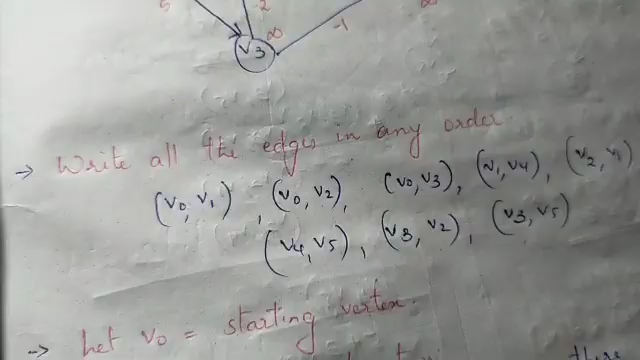 5 2 -1 ∞
∞
v3
→ Write all the edges in any order.
(v0, v1), (v0, v2), (v0, v3), (v1, v4), (v2, v1)
(v4, v5), (v3, v2), (v3, v5)
→ Let v0 = starting vertex.